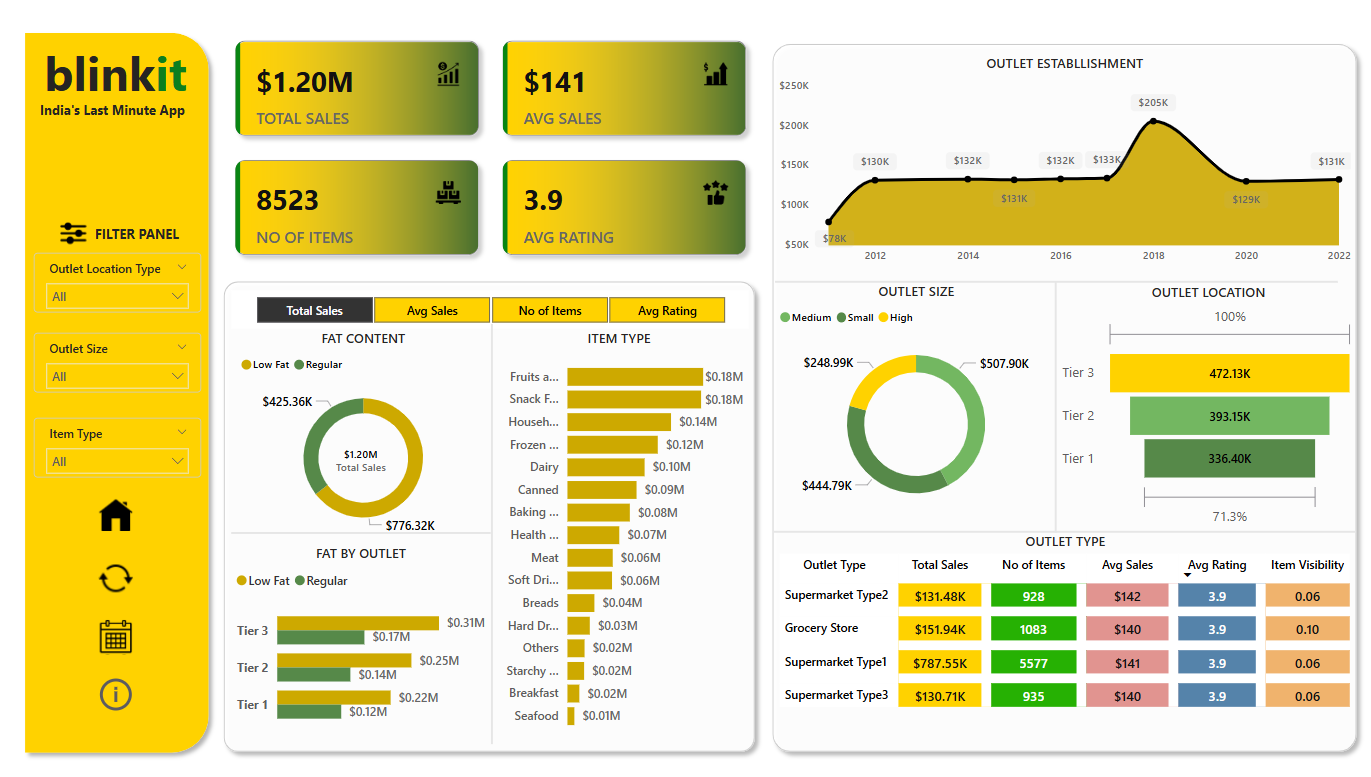 blinkit
India's Last Minute App
FILTER PANEL
Outlet Location Type
All
Outlet Size
All
Item Type
All
$1.20M
TOTAL SALES
$141
AVG SALES
8523
NO OF ITEMS
3.9
AVG RATING
Total Sales
Avg Sales
No of Items
Avg Rating
FAT CONTENT
Low Fat Regular
$425.36K
$1.20M
Total Sales
$776.32K
FAT BY OUTLET
Low Fat Regular
Tier 3 $0.31M
$0.17M
Tier 2 $0.25M
$0.14M
Tier 1 $0.22M
$0.12M
ITEM TYPE
Fruits a... $0.18M
Snack F... $0.18M
Househ... $0.14M
Frozen ... $0.12M
Dairy $0.10M
Canned $0.09M
Baking ... $0.08M
Health ... $0.07M
Meat $0.06M
Soft Dri... $0.06M
Breads $0.04M
Hard Dr... $0.03M
Others $0.02M
Starchy ... $0.02M
Breakfast $0.02M
Seafood $0.01M
OUTLET ESTABLLISHMENT
$250K
$200K
$150K
$100K
$50K
$78K
$130K
$132K
$131K
$132K
$133K
$205K
$129K
$131K
2012 2014 2016 2018 2020 2022
OUTLET SIZE
Medium Small High
$248.99K
$507.90K
$444.79K
OUTLET LOCATION
100%
Tier 3 472.13K
Tier 2 393.15K
Tier 1 336.40K
71.3%
OUTLET TYPE
Outlet Type Total Sales No of Items Avg Sales Avg Rating Item Visibility
Supermarket Type2 $131.48K 928 $142 3.9 0.06
Grocery Store $151.94K 1083 $140 3.9 0.10
Supermarket Type1 $787.55K 5577 $141 3.9 0.06
Supermarket Type3 $130.71K 935 $140 3.9 0.06